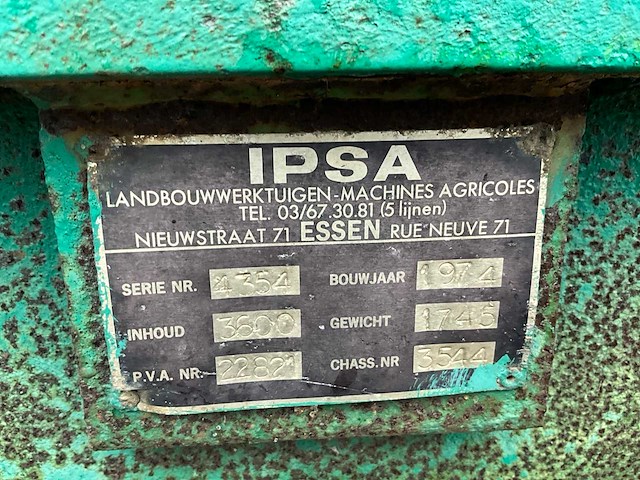 IPSA
LANDBOUWWERKTUIGEN-MACHINES AGRICOLES
TEL. 03/67.30.81 (5 lijnen)
NIEUWSTRAAT 71 ESSEN RUE NEUVE 71
SERIE NR. 4354 BOUWJAAR 1974
INHOUD 3600 GEWICHT 1745
P.V.A. NR. 22821 CHASS.NR 3544